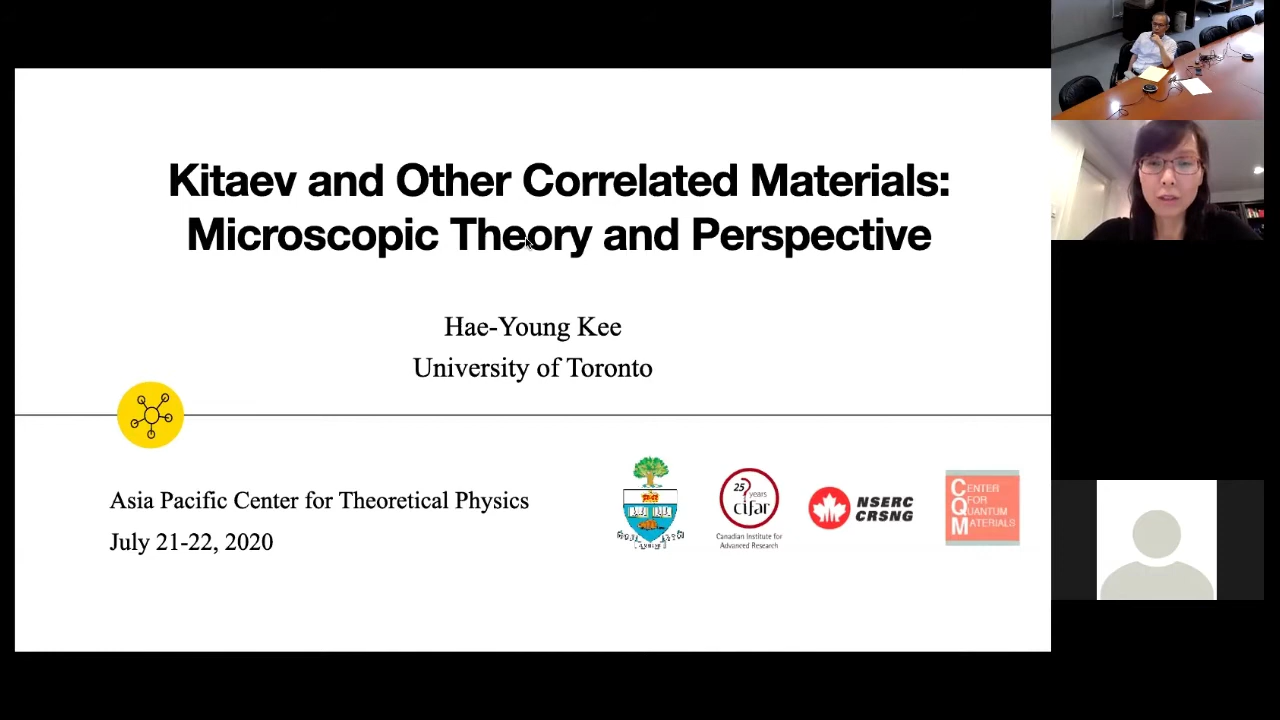 Kitaev and Other Correlated Materials:
Microscopic Theory and Perspective
Hae-Young Kee
University of Toronto
Asia Pacific Center for Theoretical Physics
July 21-22, 2020
25 years
cifar
Canadian Institute for
Advanced Research
NSERC
CRSNG
CENTER
FOR
QUANTUM
MATERIALS